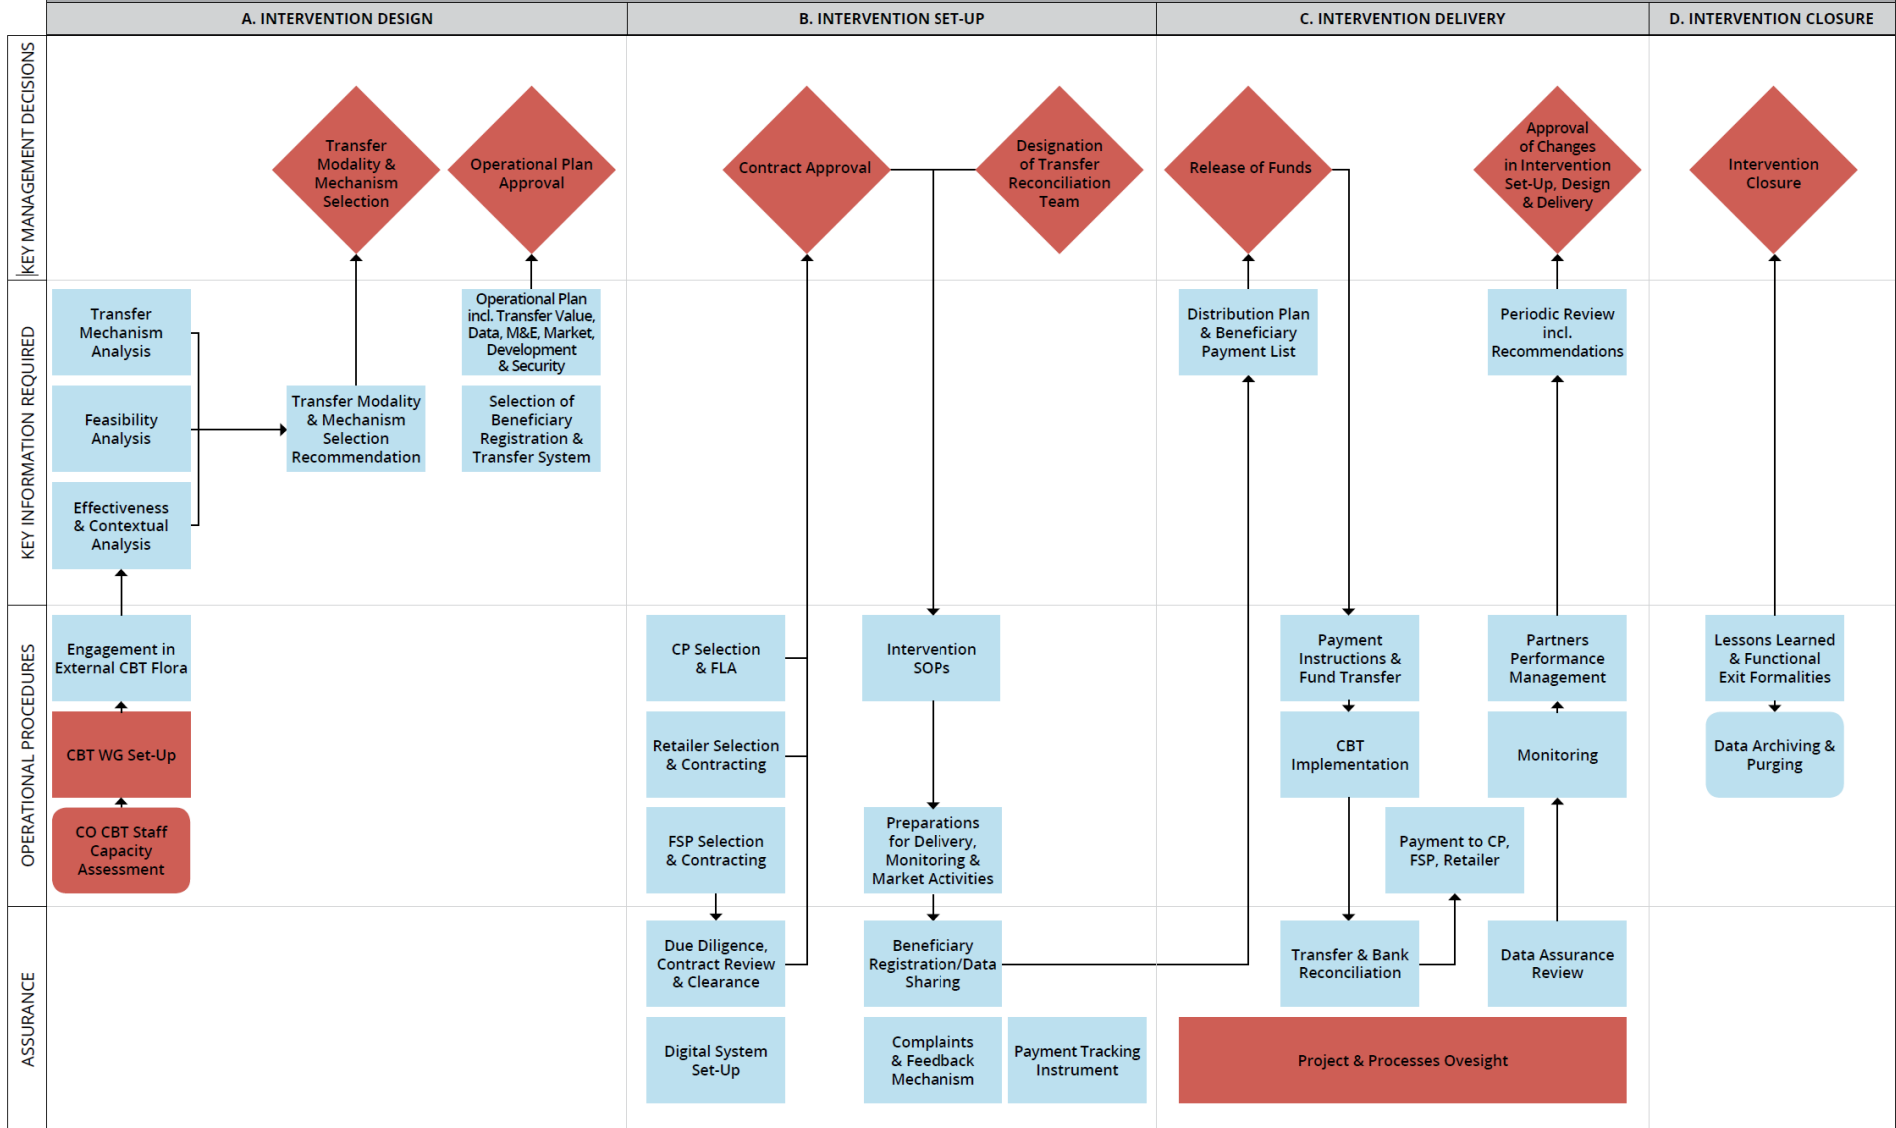 A. INTERVENTION DESIGN
B. INTERVENTION SET-UP
C. INTERVENTION DELIVERY
D. INTERVENTION CLOSURE
KEY MANAGEMENT DECISIONS
Transfer
Modality &
Mechanism
Selection
Operational Plan
Approval
Contract Approval
Designation
of Transfer
Reconciliation
Team
Release of Funds
Approval
of Changes
in Intervention
Set-Up, Design
& Delivery
Intervention
Closure
KEY INFORMATION REQUIRED
Transfer
Mechanism
Analysis
Feasibility
Analysis
Effectiveness
& Contextual
Analysis
Transfer Modality
& Mechanism
Selection
Recommendation
Operational Plan
incl. Transfer Value,
Data, M&E, Market,
Development
& Security
Selection of
Beneficiary
Registration &
Transfer System
Distribution Plan
& Beneficiary
Payment List
Periodic Review
incl.
Recommendations
OPERATIONAL PROCEDURES
Engagement in
External CBT Flora
CBT WG Set-Up
CO CBT Staff
Capacity
Assessment
CP Selection
& FLA
Retailer Selection
& Contracting
FSP Selection
& Contracting
Intervention
SOPs
Preparations
for Delivery,
Monitoring &
Market Activities
Payment
Instructions &
Fund Transfer
CBT
Implementation
Payment to CP,
FSP, Retailer
Partners
Performance
Management
Monitoring
Lessons Learned
& Functional
Exit Formalities
Data Archiving &
Purging
ASSURANCE
Due Diligence,
Contract Review
& Clearance
Digital System
Set-Up
Beneficiary
Registration/Data
Sharing
Complaints
& Feedback
Mechanism
Payment Tracking
Instrument
Transfer & Bank
Reconciliation
Data Assurance
Review
Project & Processes Ovesight